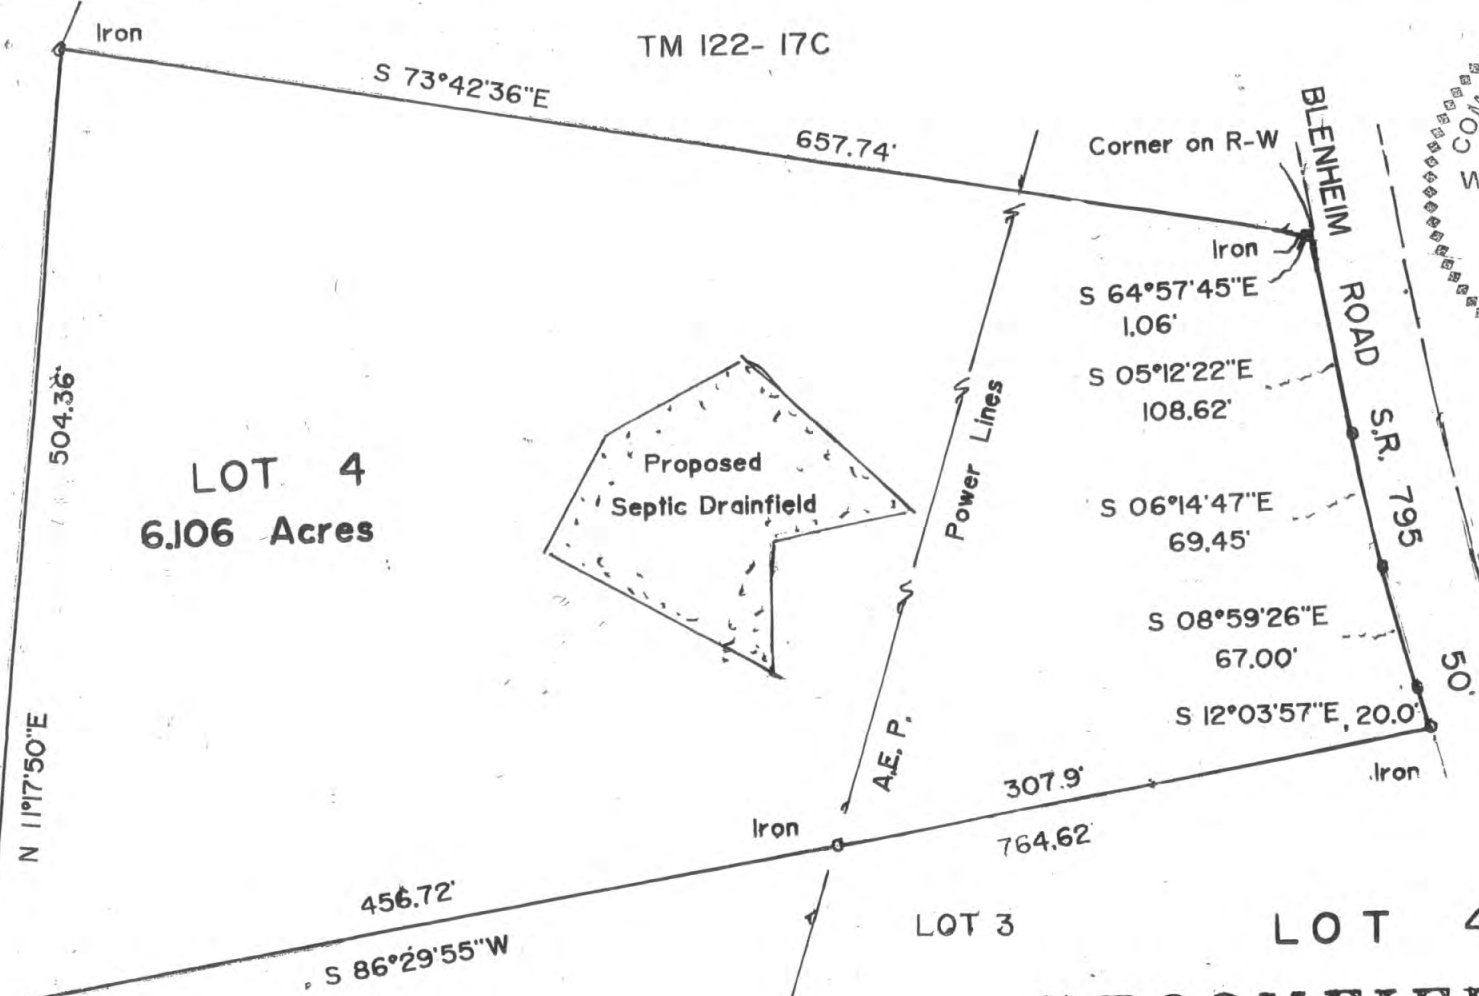 Iron
TM 122-17C
S 73°42'36"E
657.74'
Corner on R-W
BLENHEIM ROAD S.R. 795
Iron
S 64°57'45"E
1.06'
S 05°12'22"E
108.62'
504.36'
LOT 4
6.106 Acres
Proposed
Septic Drainfield
Power Lines
S 06°14'47"E
69.45'
S 08°59'26"E
67.00'
50'
S 12°03'57"E, 20.0'
N 11°17'50"E
A.E.P.
307.9'
Iron
Iron
764.62'
456.72'
S 86°29'55"W
LOT 3
LOT 4